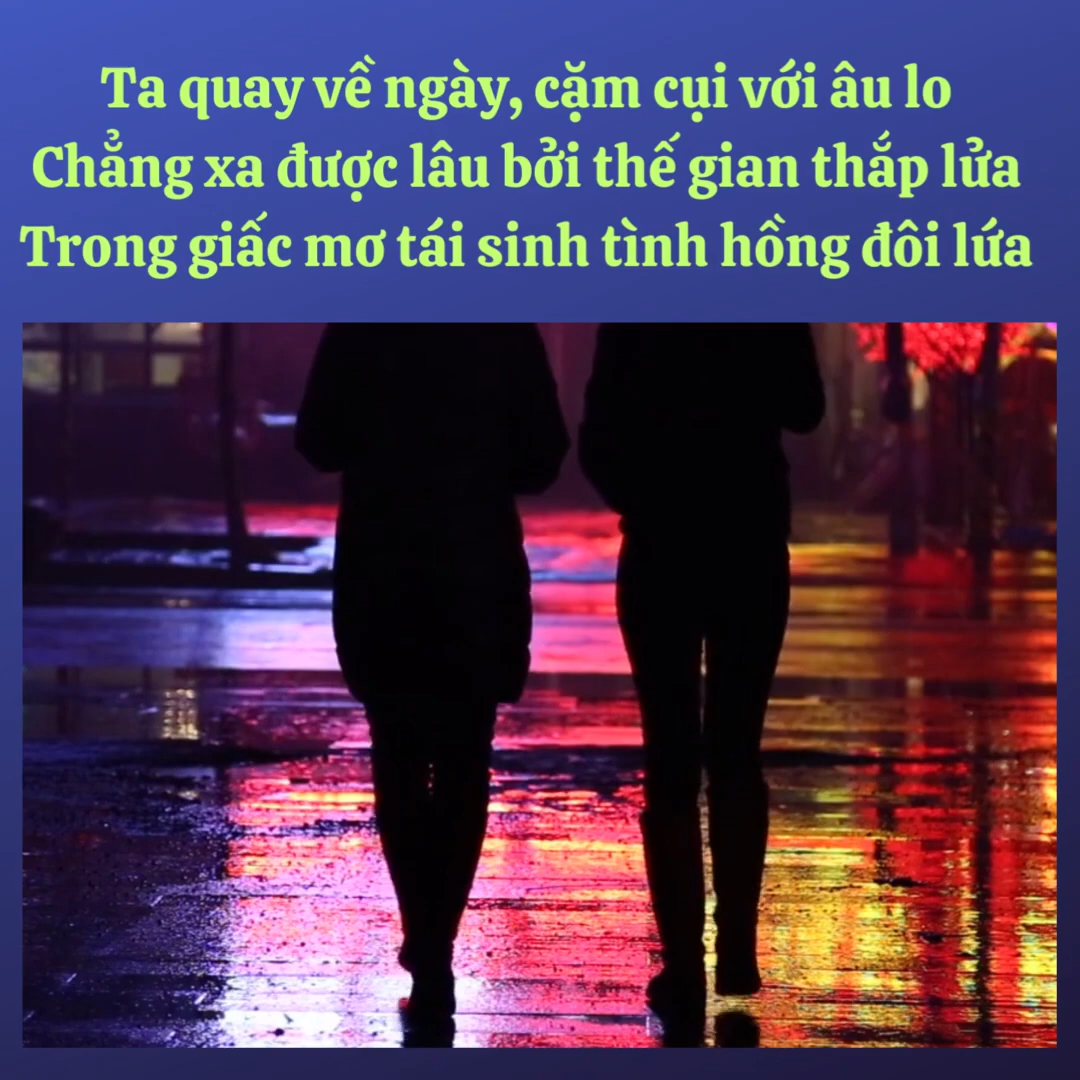 Ta quay về ngày, cặm cụi với âu lo
Chẳng xa được lâu bởi thế gian thắp lửa
Trong giấc mơ tái sinh tình hồng đôi lứa